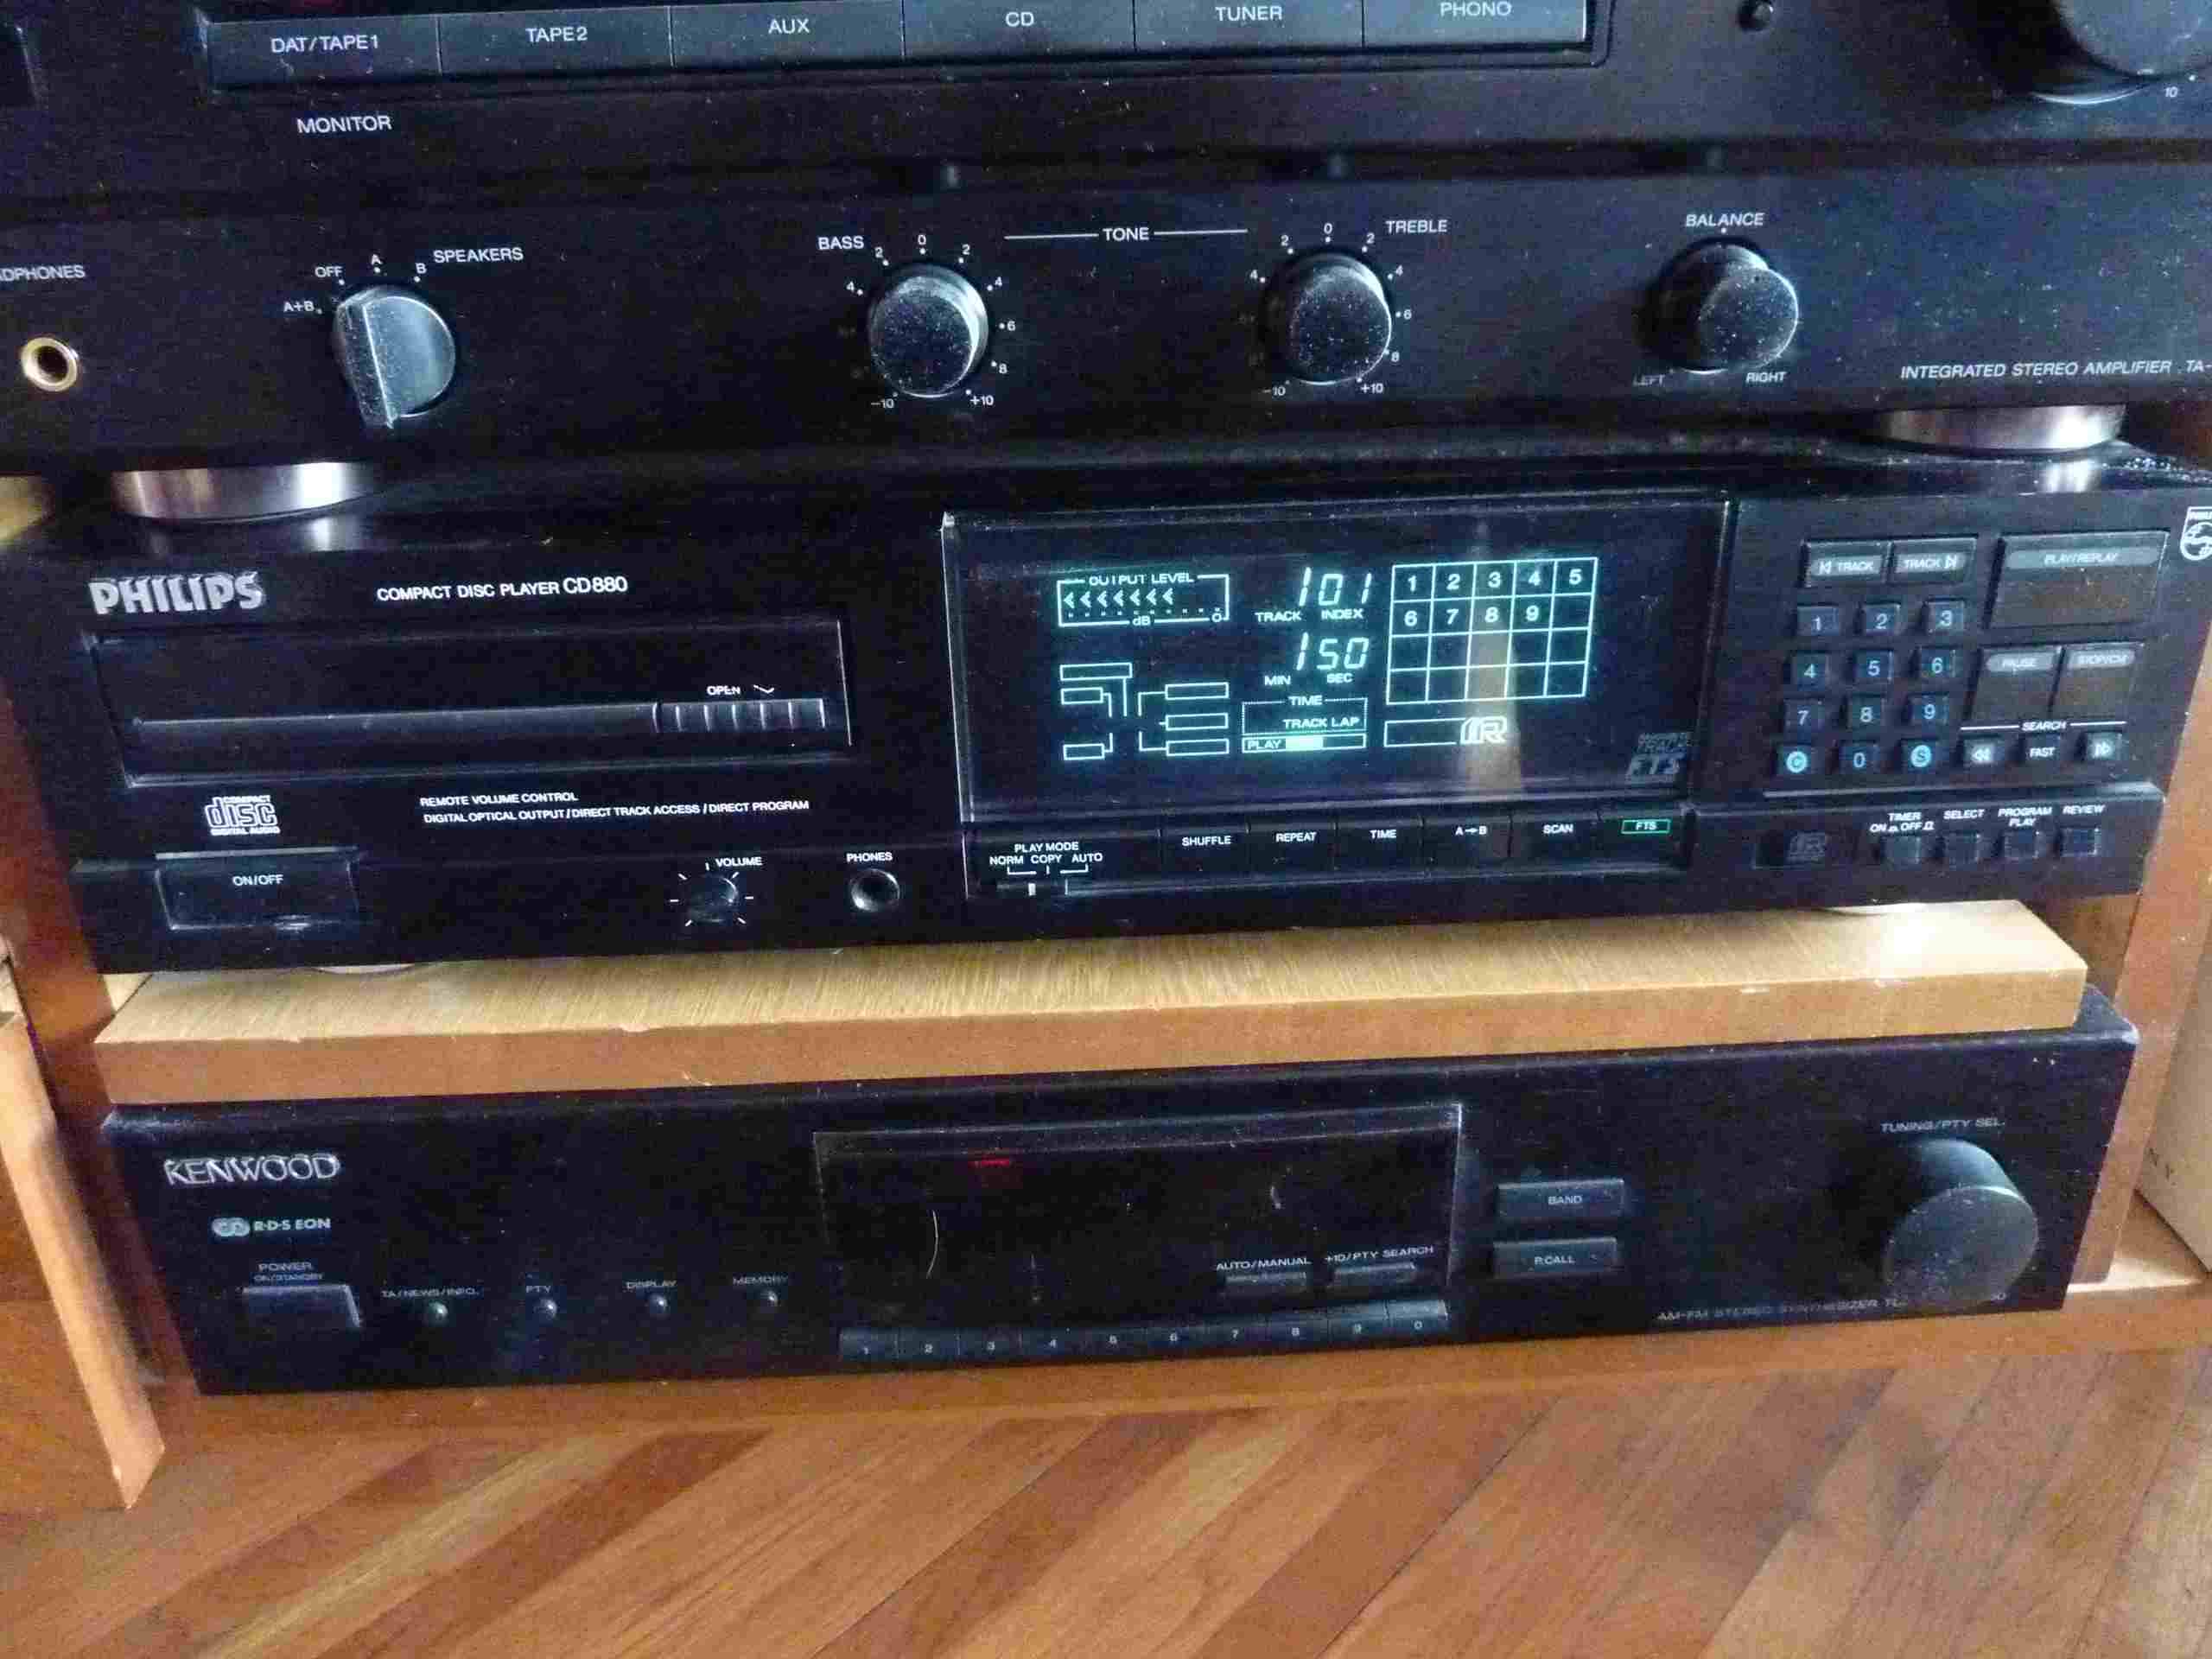 DAT/TAPE1 TAPE2 AUX CD TUNER PHONO
MONITOR
10
SPEAKERS
OFF A B
A+B
BASS
4 2 0 2 4 6 8 +10
-10
TONE
TREBLE
4 2 0 2 4 6 8 +10
-10
BALANCE
LEFT RIGHT
INTEGRATED STEREO AMPLIFIER TA-
PHILIPS
COMPACT DISC PLAYER CD880
OPEN
COMPACT
disc
DIGITAL AUDIO
REMOTE VOLUME CONTROL
DIGITAL OPTICAL OUTPUT/DIRECT TRACK ACCESS/DIRECT PROGRAM
ON/OFF
VOLUME
PHONES
OUTPUT LEVEL
dB 0
101
TRACK INDEX
150
MIN SEC
TIME
TRACK LAP
PLAY
1 2 3 4 5
6 7 8 9
TRACK
FTS
PLAY MODE
NORM COPY AUTO
SHUFFLE REPEAT TIME A→B SCAN FTS
TRACK TRACK
PLAY/REPLAY
1 2 3
4 5 6
7 8 9
C 0 S
PAUSE STOP/CM
SEARCH
FAST
TIMER
ON OFF
SELECT
PROGRAM
PLAY
REVIEW
KENWOOD
R·D·S EON
POWER
ON/STANDBY
TA/NEWS/INFO. PTY DISPLAY MEMORY
AUTO/MANUAL +10/PTY SEARCH
1 2 3 4 5 6 7 8 9 0
BAND
P.CALL
TUNING/PTY SEL.
AM-FM STEREO SYNTHESIZER